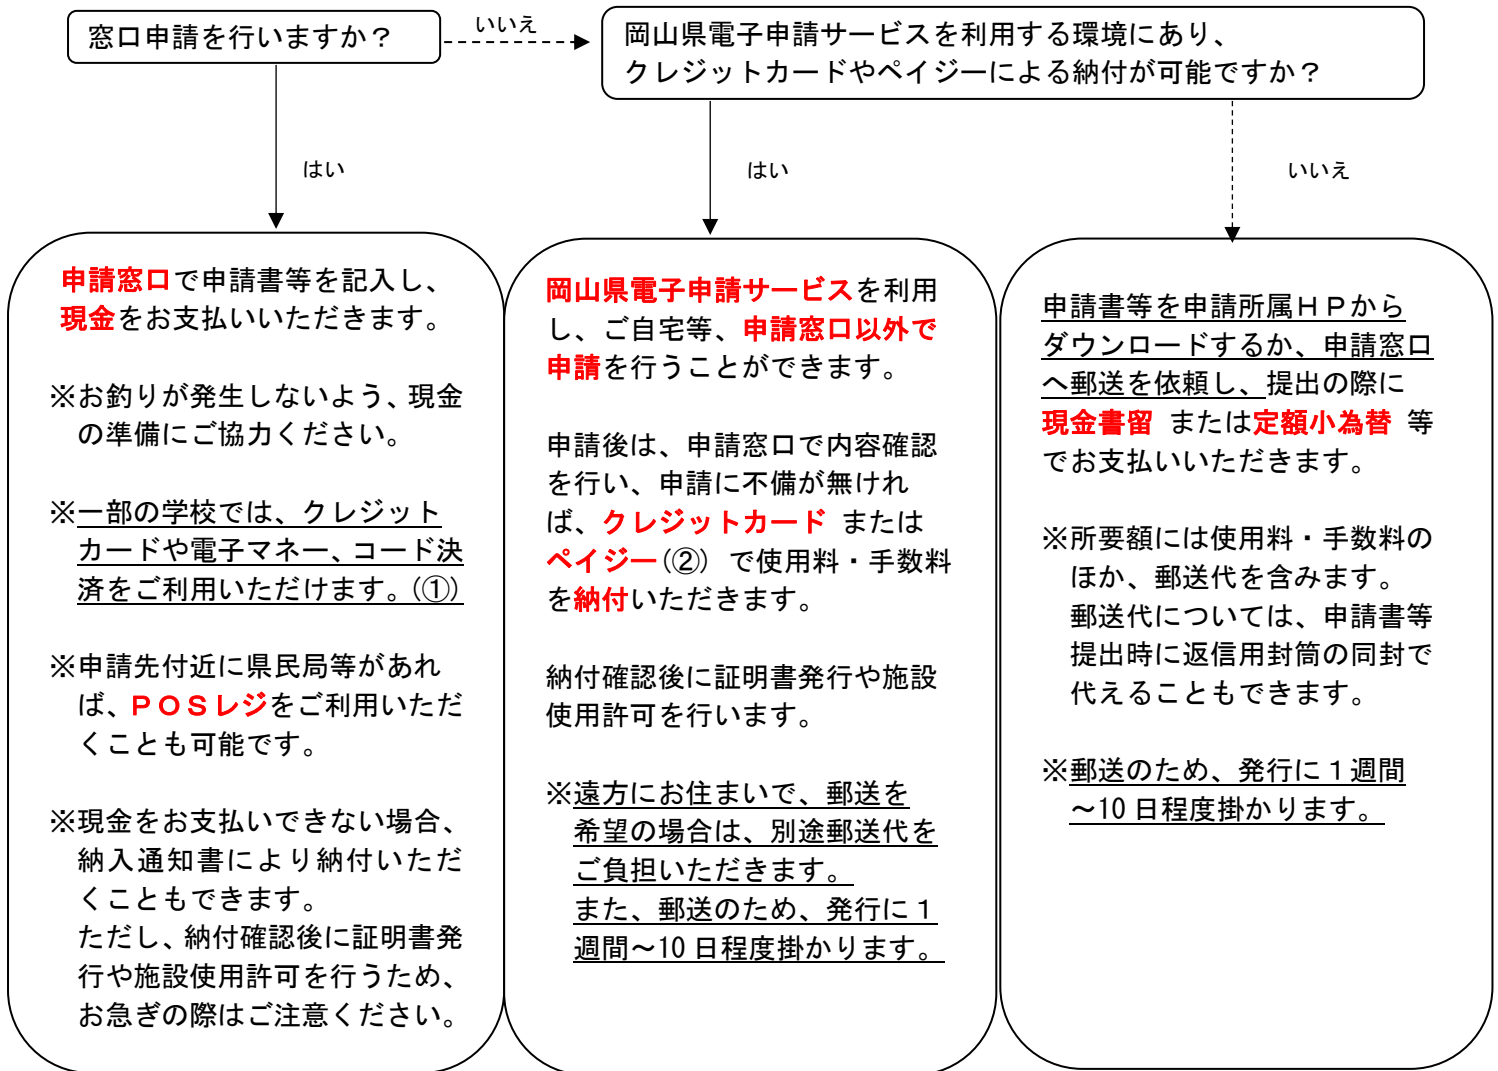 窓口申請を行いますか？
いいえ
岡山県電子申請サービスを利用する環境にあり、
クレジットカードやペイジーによる納付が可能ですか？
はい
はい
いいえ
申請窓口で申請書等を記入し、
現金をお支払いいただきます。
※お釣りが発生しないよう、現金
の準備にご協力ください。
※一部の学校では、クレジット
カードや電子マネー、コード決
済をご利用いただけます。(①)
※申請先付近に県民局等があれ
ば、ＰＯＳレジをご利用いただ
くことも可能です。
※現金をお支払いできない場合、
納入通知書により納付いただ
くこともできます。
ただし、納付確認後に証明書発
行や施設使用許可を行うため、
お急ぎの際はご注意ください。
岡山県電子申請サービスを利用
し、ご自宅等、申請窓口以外で
申請を行うことができます。
申請後は、申請窓口で内容確認
を行い、申請に不備が無けれ
ば、クレジットカード または
ペイジー(②) で使用料・手数料
を納付いただきます。
納付確認後に証明書発行や施設
使用許可を行います。
※遠方にお住まいで、郵送を
希望の場合は、別途郵送代を
ご負担いただきます。
また、郵送のため、発行に１
週間～10日程度掛かります。
申請書等を申請所属ＨＰから
ダウンロードするか、申請窓口
へ郵送を依頼し、提出の際に
現金書留 または定額小為替 等
でお支払いいただきます。
※所要額には使用料・手数料の
ほか、郵送代を含みます。
郵送代については、申請書等
提出時に返信用封筒の同封で
代えることもできます。
※郵送のため、発行に１週間
～10日程度掛かります。